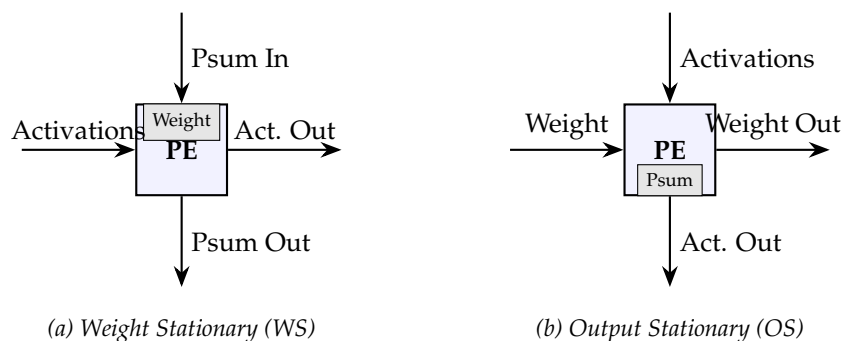 Psum In
Activations
Weight
PE
Act. Out
Psum Out
(a) Weight Stationary (WS)
Activations
Weight
PE
Weight Out
Psum
Act. Out
(b) Output Stationary (OS)